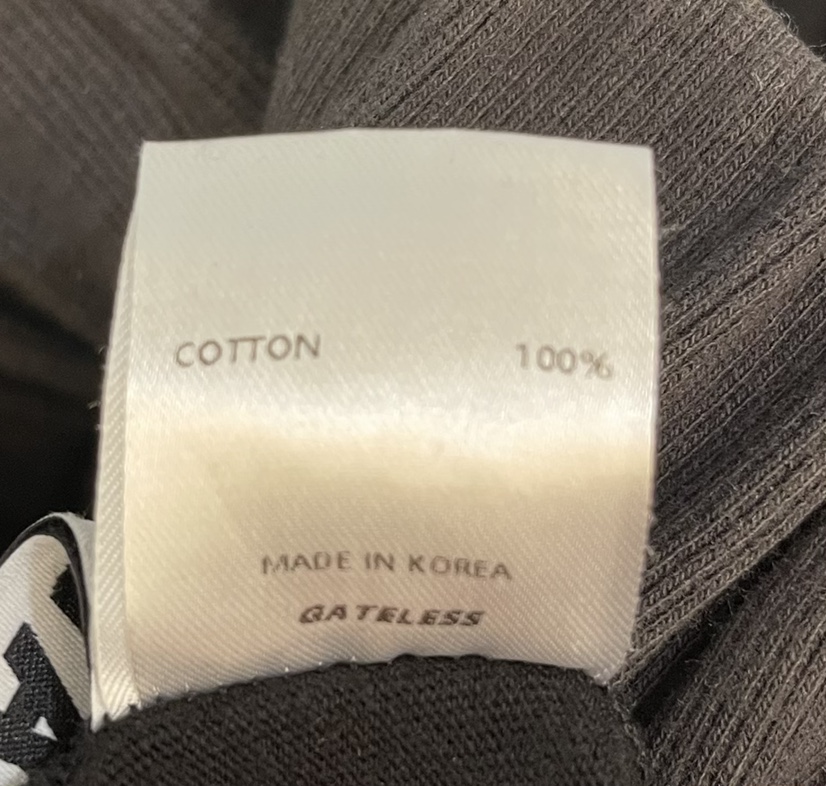 COTTON 100%
MADE IN KOREA
GATELESS